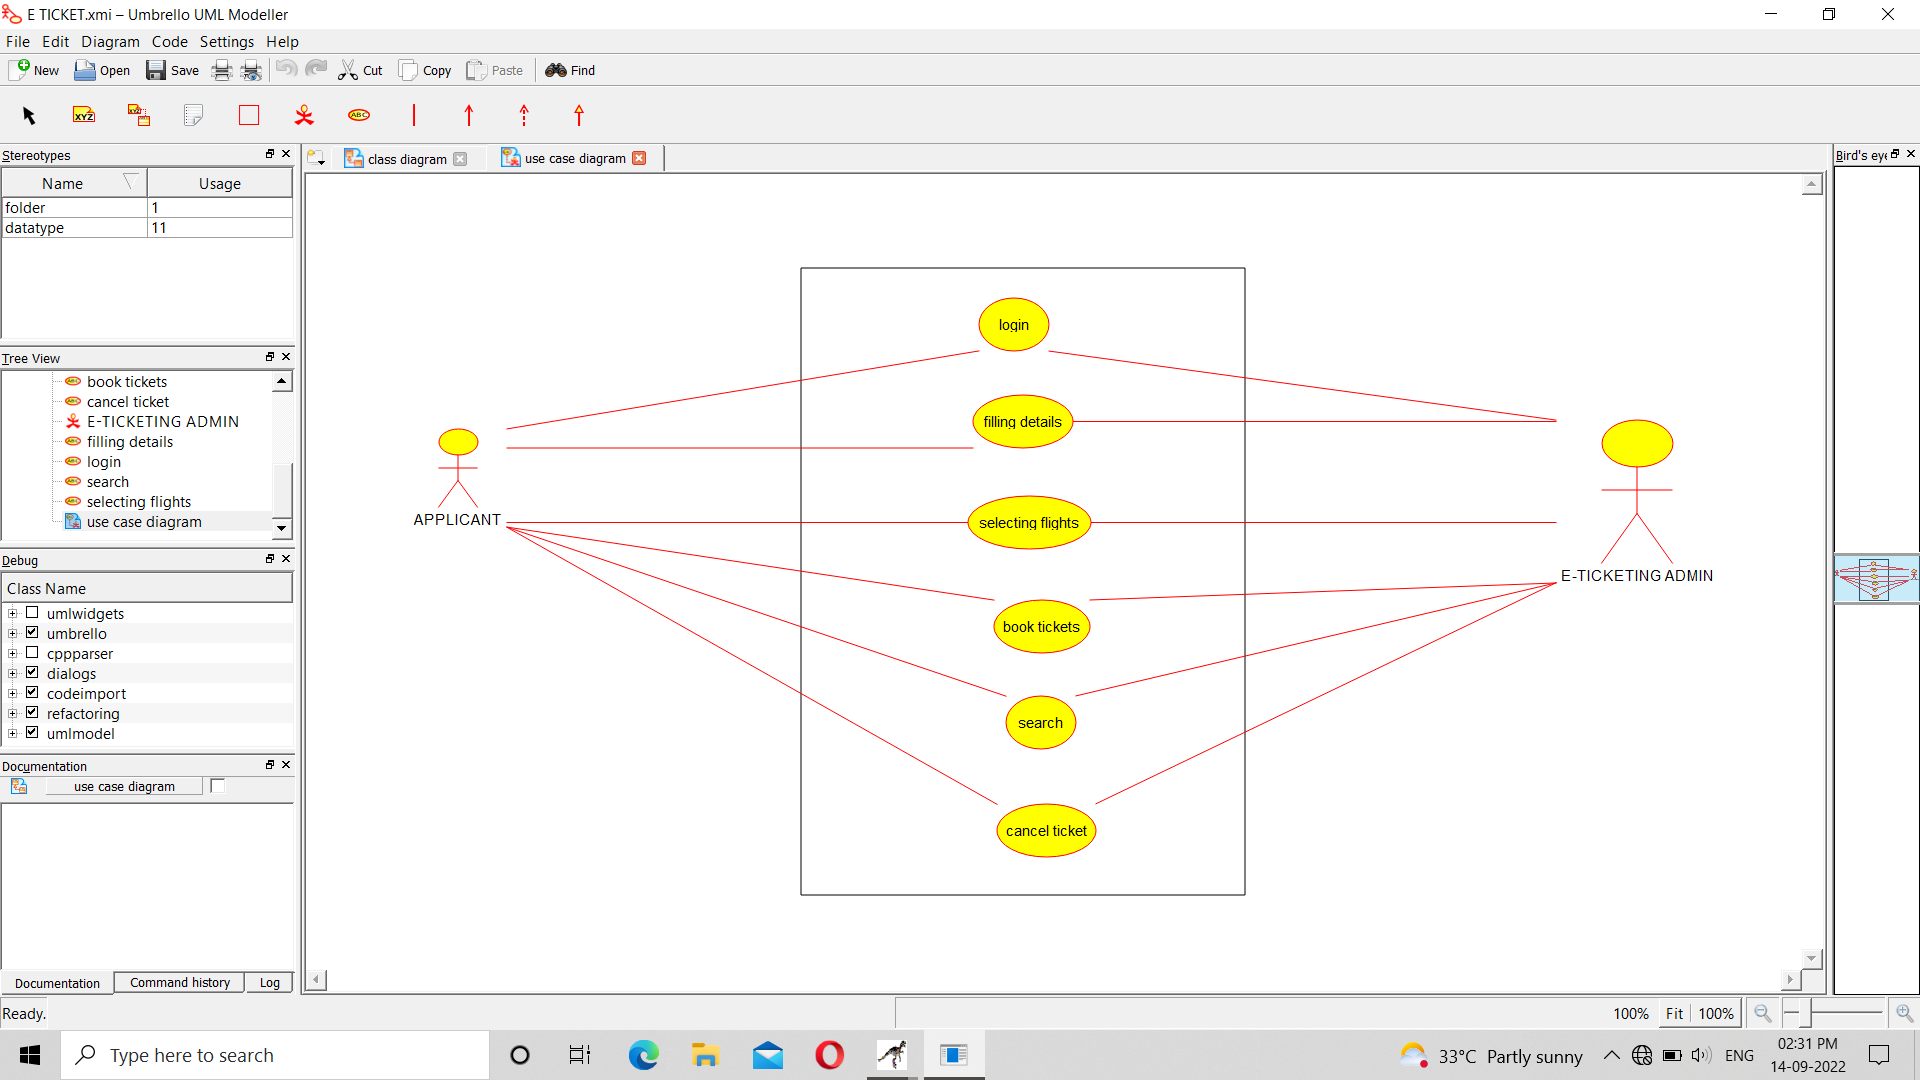 E TICKET.xmi – Umbrello UML Modeller
File Edit Diagram Code Settings Help
New Open Save Cut Copy Paste Find
XYZ XYZ ABC
Stereotypes
Name Usage
folder 1
datatype 11
Tree View
book tickets
cancel ticket
E-TICKETING ADMIN
filling details
login
search
selecting flights
use case diagram
Debug
Class Name
umlwidgets
umbrello
cppparser
dialogs
codeimport
refactoring
umlmodel
Documentation
use case diagram
Documentation Command history Log
class diagram use case diagram
login
filling details
selecting flights
book tickets
search
cancel ticket
APPLICANT
E-TICKETING ADMIN
Bird's eye
Ready.
100% Fit 100%
Type here to search
33°C Partly sunny
ENG
02:31 PM
14-09-2022